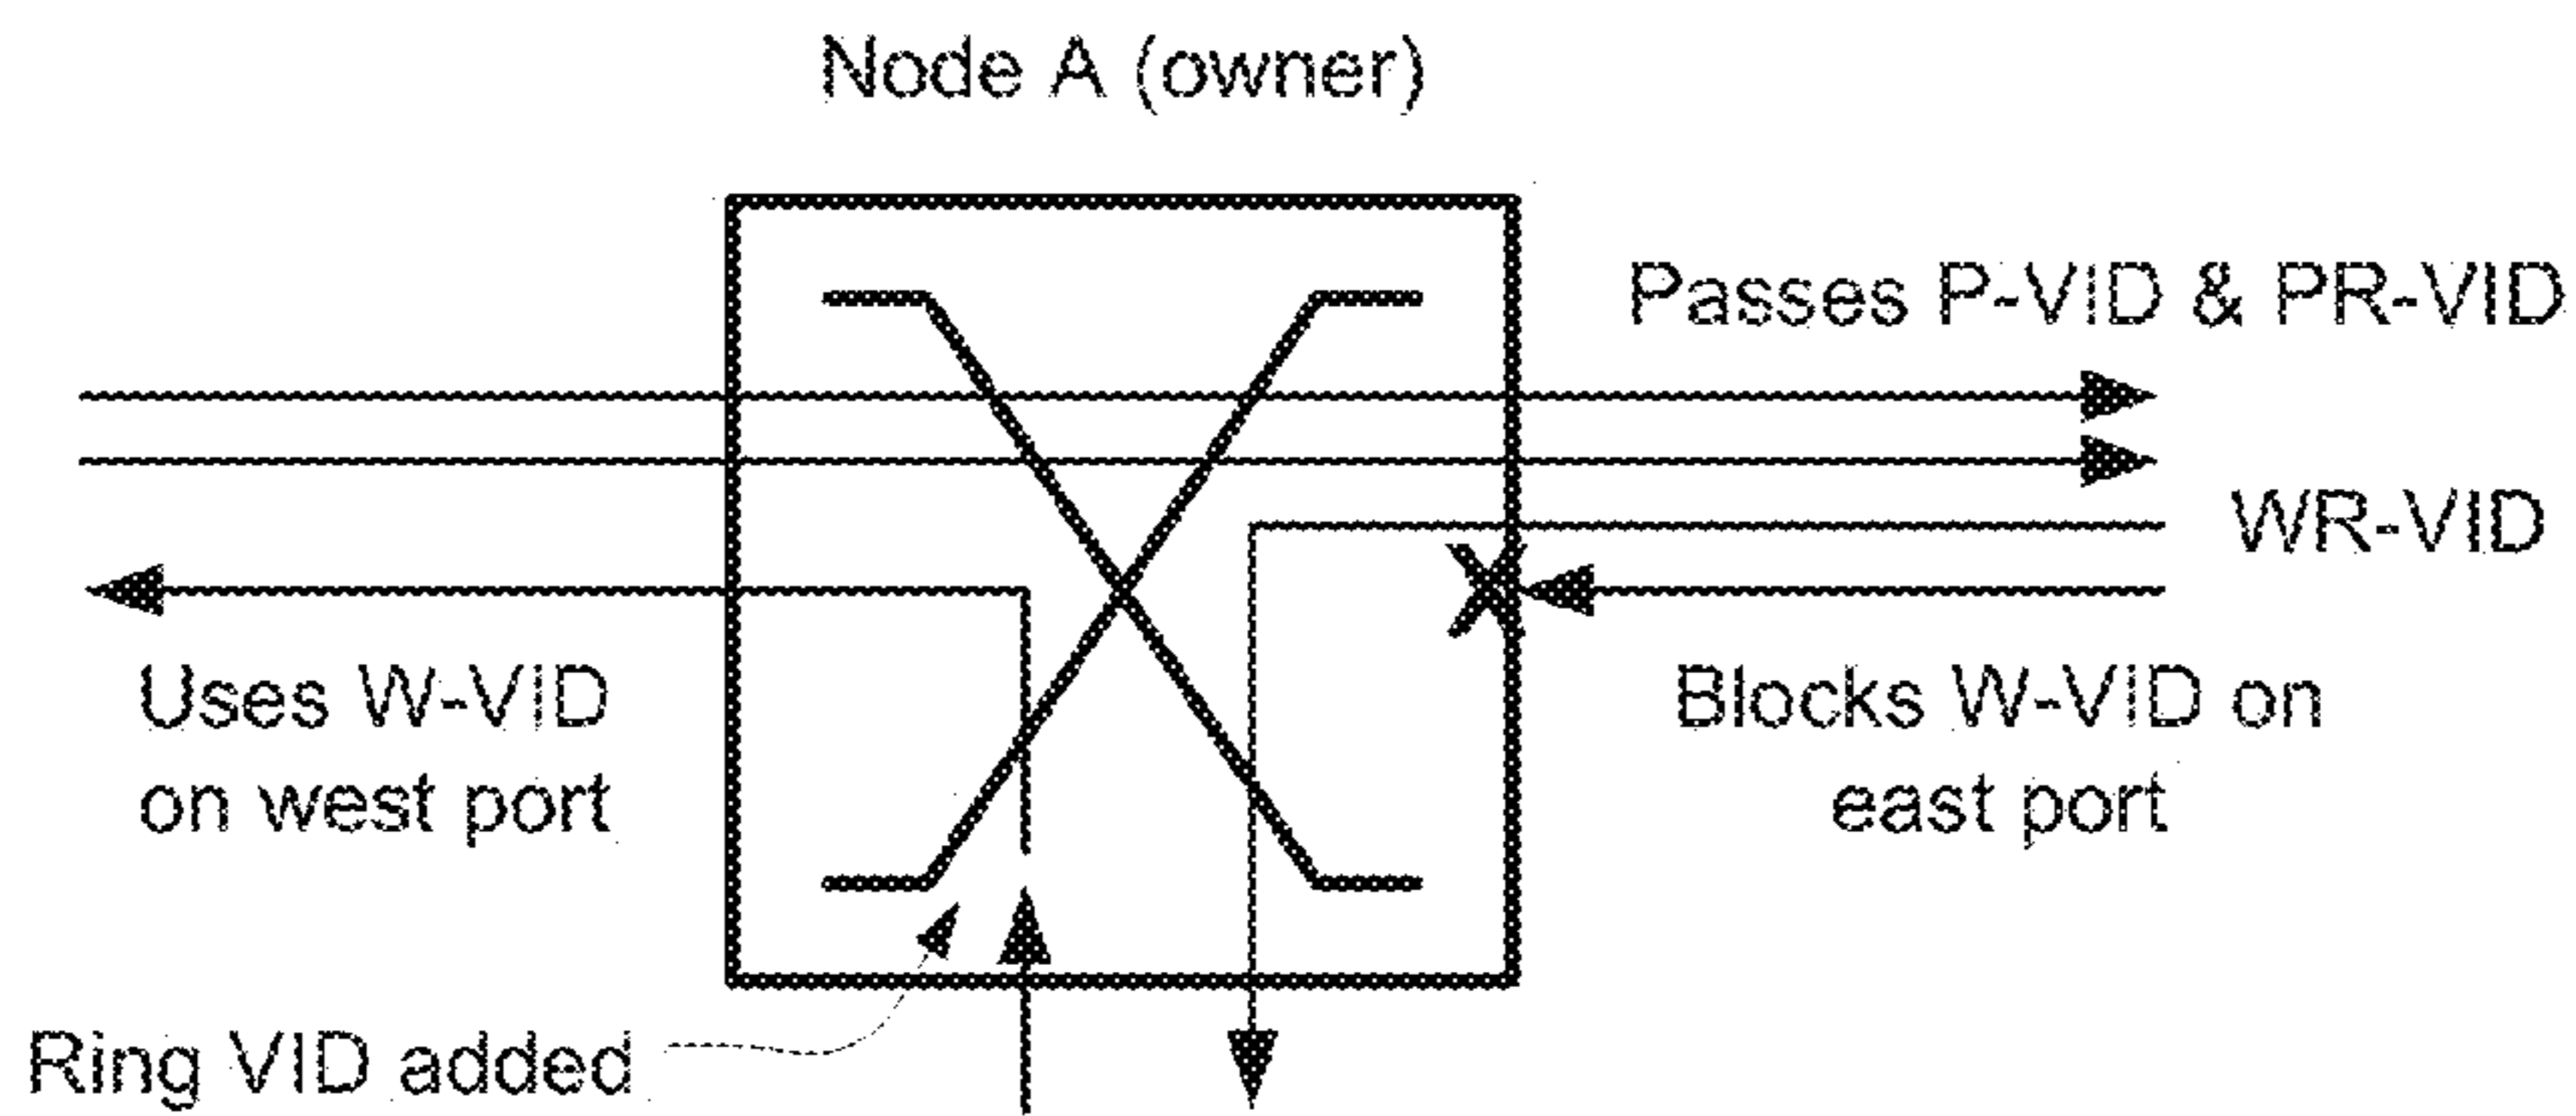 Node A (owner)
Passes P-VID & PR-VID
WR-VID
Uses W-VID
on west port
Blocks W-VID on
east port
Ring VID added